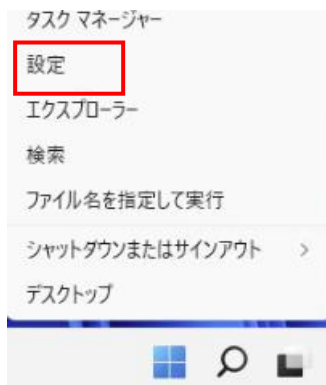 タスク マネージャー
設定
エクスプローラー
検索
ファイル名を指定して実行
シャットダウンまたはサインアウト
デスクトップ